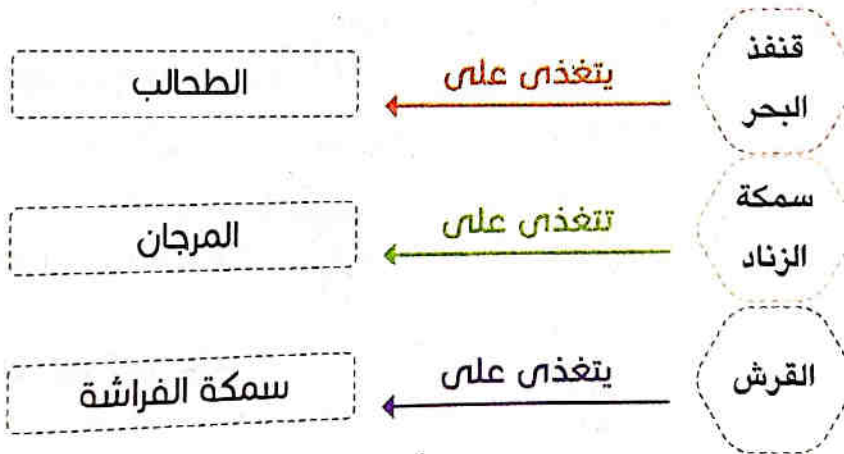 قنفذ
البحر
يتغذى على
الطحالب
سمكة
الزناد
تتغذى على
المرجان
القرش
يتغذى على
سمكة الفراشة